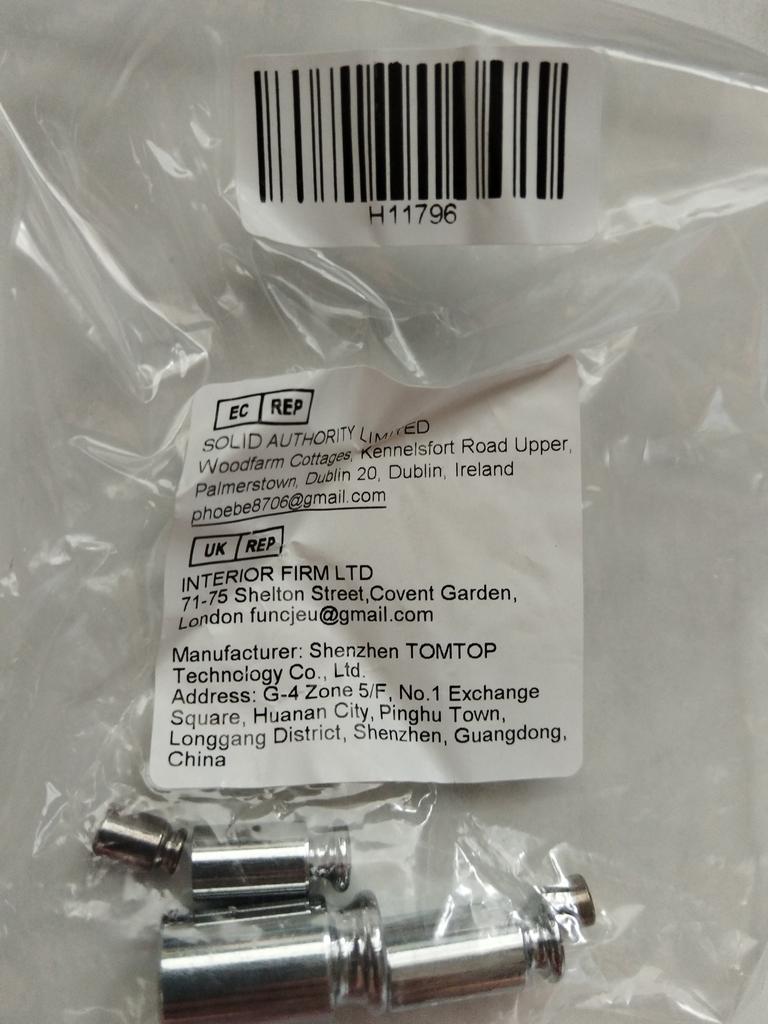 H11796
EC REP
SOLID AUTHORITY LIMITED
Woodfarm Cottages, Kennelsfort Road Upper,
Palmerstown, Dublin 20, Dublin, Ireland
phoebe8706@gmail.com
UK REP
INTERIOR FIRM LTD
71-75 Shelton Street,Covent Garden,
London funcjeu@gmail.com
Manufacturer: Shenzhen TOMTOP
Technology Co., Ltd.
Address: G-4 Zone 5/F, No.1 Exchange
Square, Huanan City, Pinghu Town,
Longgang District, Shenzhen, Guangdong,
China